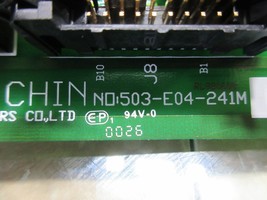 B10 J8 B1
CHIN NO:503-E04-241M
RS CO.,LTD EP, 94V-0
0026